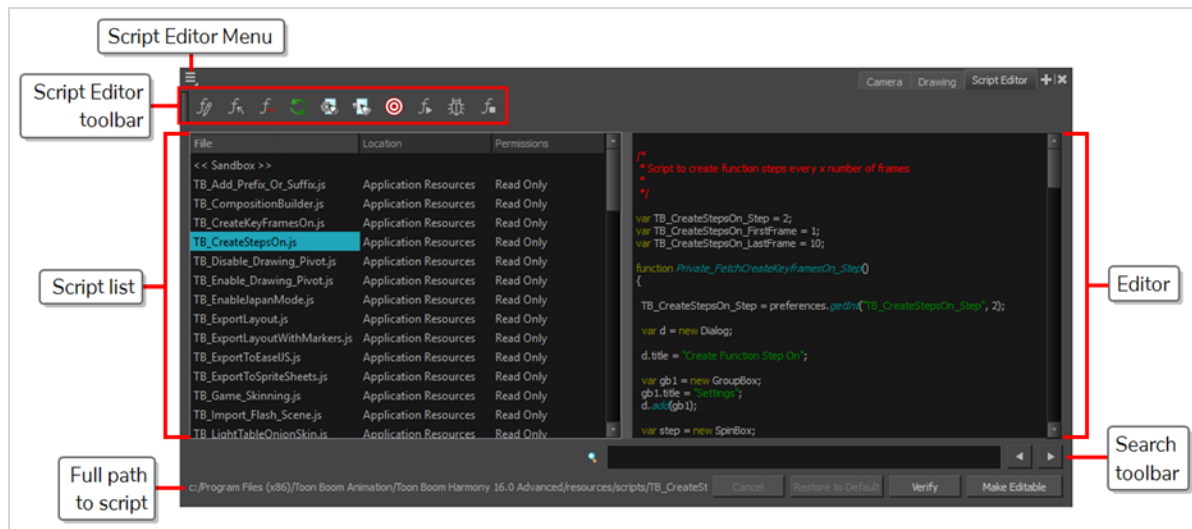 Script Editor Menu
Script Editor
toolbar
Camera
Drawing
Script Editor
File Location Permissions
<< Sandbox >>
TB_Add_Prefix_Or_Suffix.js Application Resources Read Only
TB_CompositionBuilder.js Application Resources Read Only
TB_CreateKeyFramesOn.js Application Resources Read Only
TB_CreateStepsOn.js Application Resources Read Only
TB_Disable_Drawing_Pivot.js Application Resources Read Only
TB_Enable_Drawing_Pivot.js Application Resources Read Only
TB_EnableJapanMode.js Application Resources Read Only
TB_ExportLayout.js Application Resources Read Only
TB_ExportLayoutWithMarkers.js Application Resources Read Only
TB_ExportToEaselJS.js Application Resources Read Only
TB_ExportToSpriteSheets.js Application Resources Read Only
TB_Game_Skinning.js Application Resources Read Only
TB_Import_Flash_Scene.js Application Resources Read Only
TB_LightTableOnionSkin.js Application Resources Read Only
Script list
/*
* Script to create function steps every x number of frames
*
*/
var TB_CreateStepsOn_Step = 2;
var TB_CreateStepsOn_FirstFrame = 1;
var TB_CreateStepsOn_LastFrame = 10;
function Private_FetchCreateKeyframesOn_Step()
{
TB_CreateStepsOn_Step = preferences.getInt("TB_CreateStepsOn_Step", 2);
var d = new Dialog;
d.title = "Create Function Step On";
var gb1 = new GroupBox;
gb1.title = "Settings";
d.add(gb1);
var step = new SpinBox;
Editor
Search
toolbar
Full path
to script
c:/Program Files (x86)/Toon Boom Animation/Toon Boom Harmony 16.0 Advanced/resources/scripts/TB_CreateSt
Cancel
Restore to Default
Verify
Make Editable